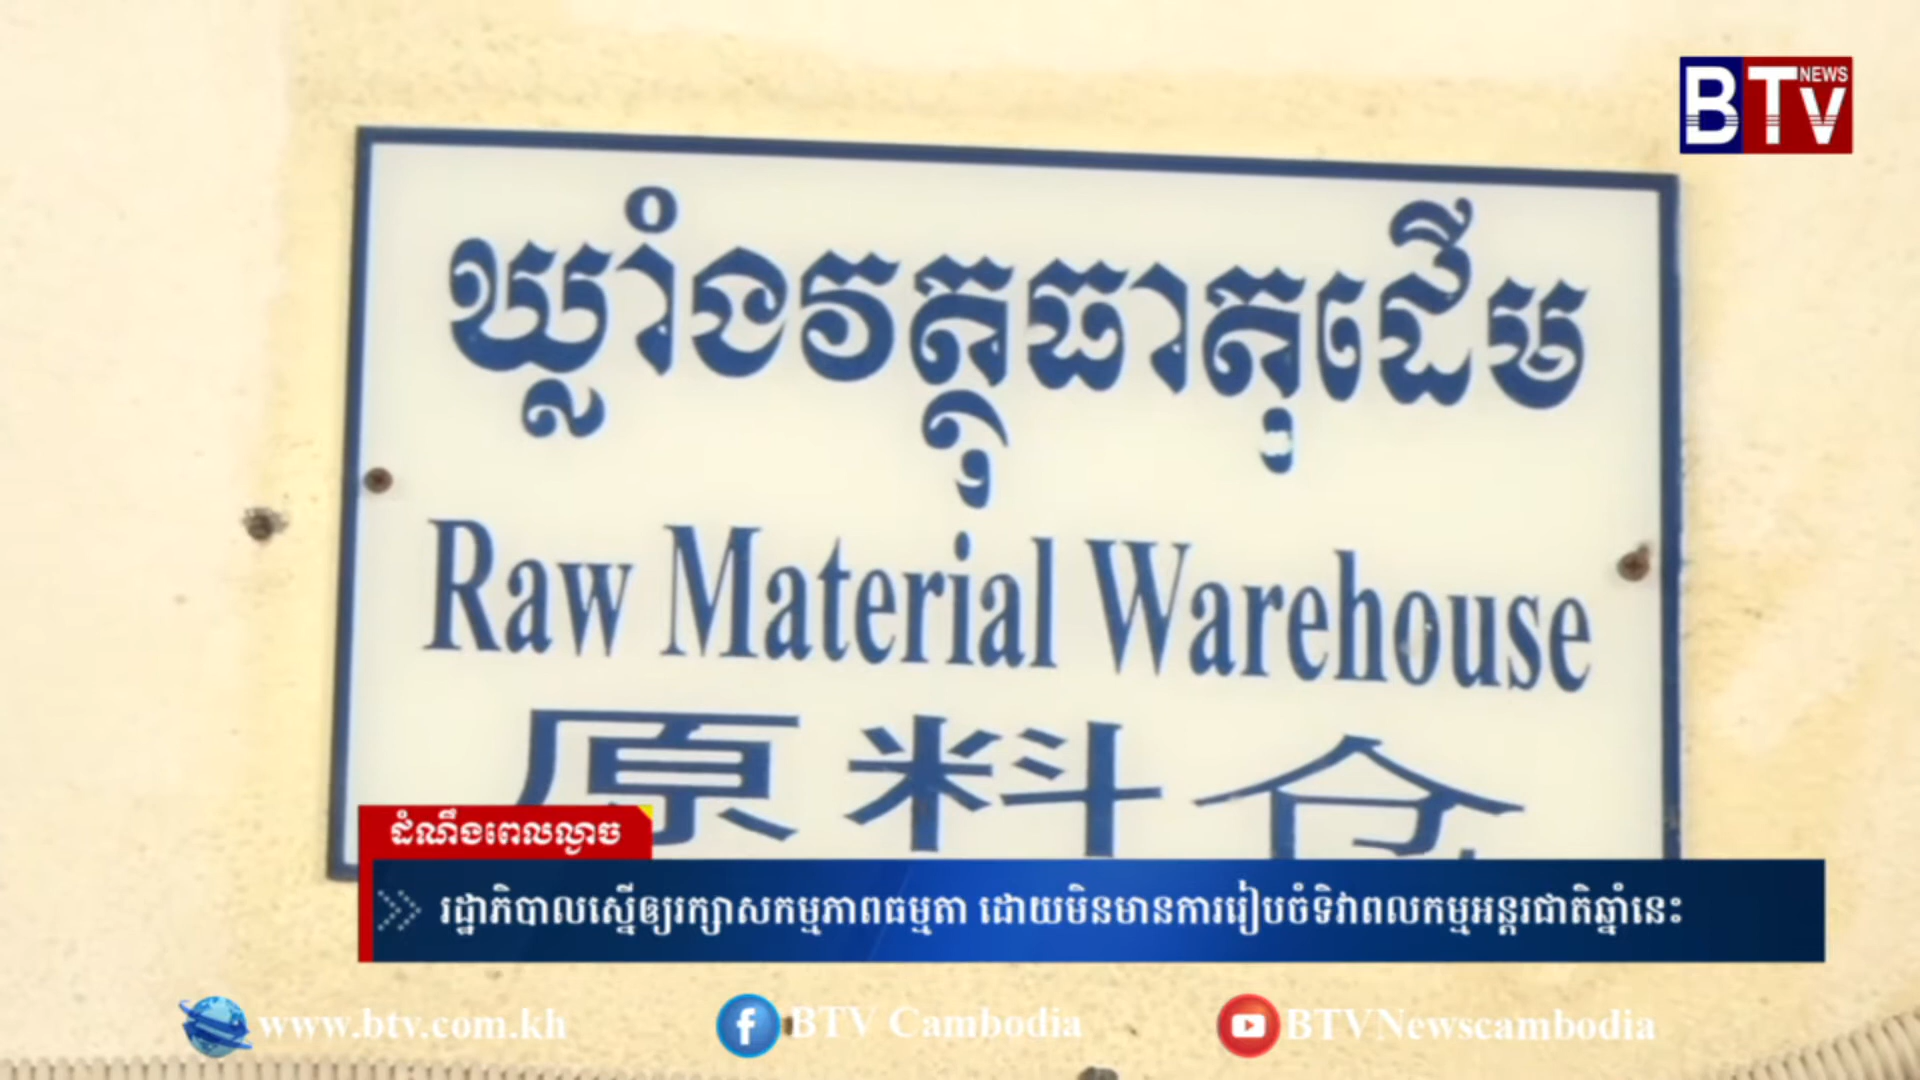 BTV NEWS
ឃ្លាំងវត្ថុធាតុដើម
Raw Material Warehouse
原料仓
ដំណឹងពេលល្ងាច
រដ្ឋាភិបាលស្នើឲ្យរក្សាសកម្មភាពធម្មតា ដោយមិនមានការរៀបចំទិវាពលកម្មអន្តរជាតិឆ្នាំនេះ
www.btv.com.kh
BTV Cambodia
BTVNewscambodia